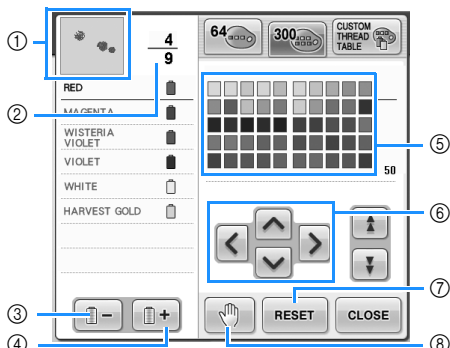 ①
4
9
64
300
CUSTOM
THREAD
TABLE
②
RED
MAGENTA
WISTERIA
VIOLET
VIOLET
WHITE
HARVEST GOLD
⑤
50
⑥
⑦
③
−
+
RESET
CLOSE
④
⑧